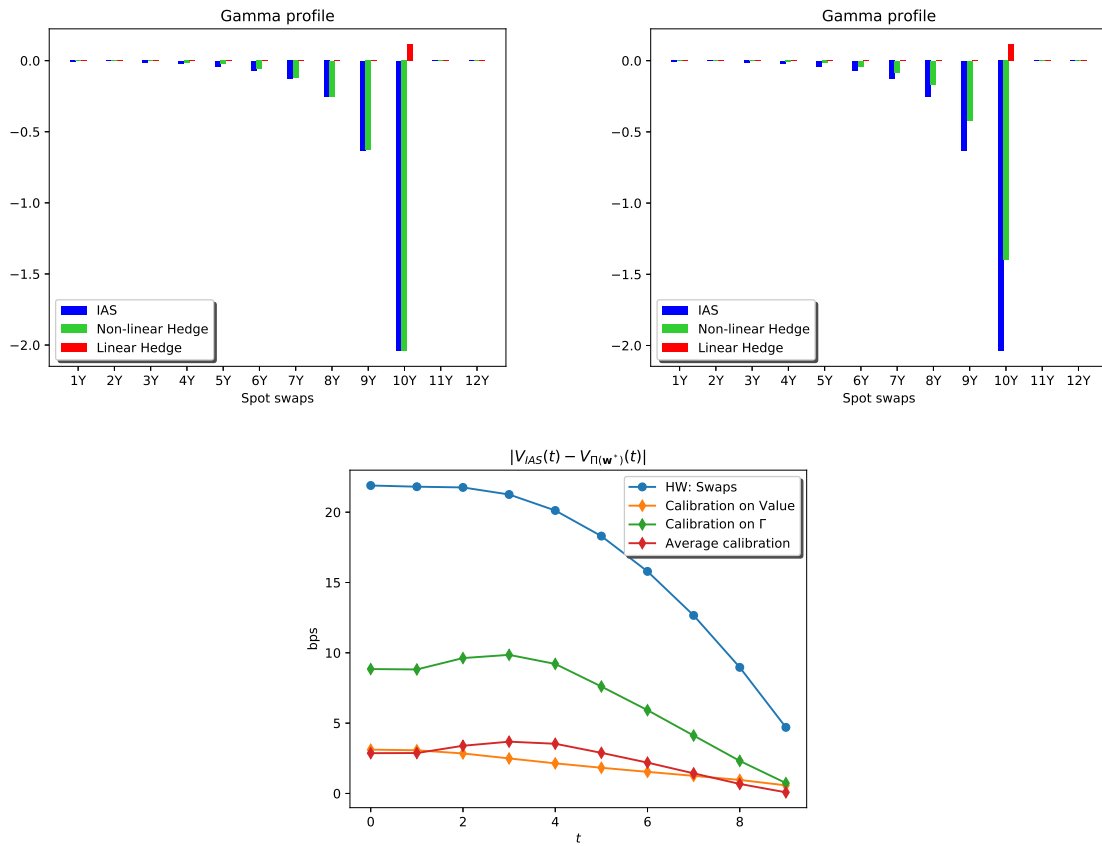 Gamma profile
0.0
−0.5
−1.0
−1.5
−2.0
IAS
Non-linear Hedge
Linear Hedge
1Y 2Y 3Y 4Y 5Y 6Y 7Y 8Y 9Y 10Y 11Y 12Y
Spot swaps
Gamma profile
0.0
−0.5
−1.0
−1.5
−2.0
IAS
Non-linear Hedge
Linear Hedge
1Y 2Y 3Y 4Y 5Y 6Y 7Y 8Y 9Y 10Y 11Y 12Y
Spot swaps
|V_{IAS}(t) − V_{Π(𝐰*)}(t)|
HW: Swaps
Calibration on Value
Calibration on Γ
Average calibration
20
15
10
5
0
bps
0 2 4 6 8
t